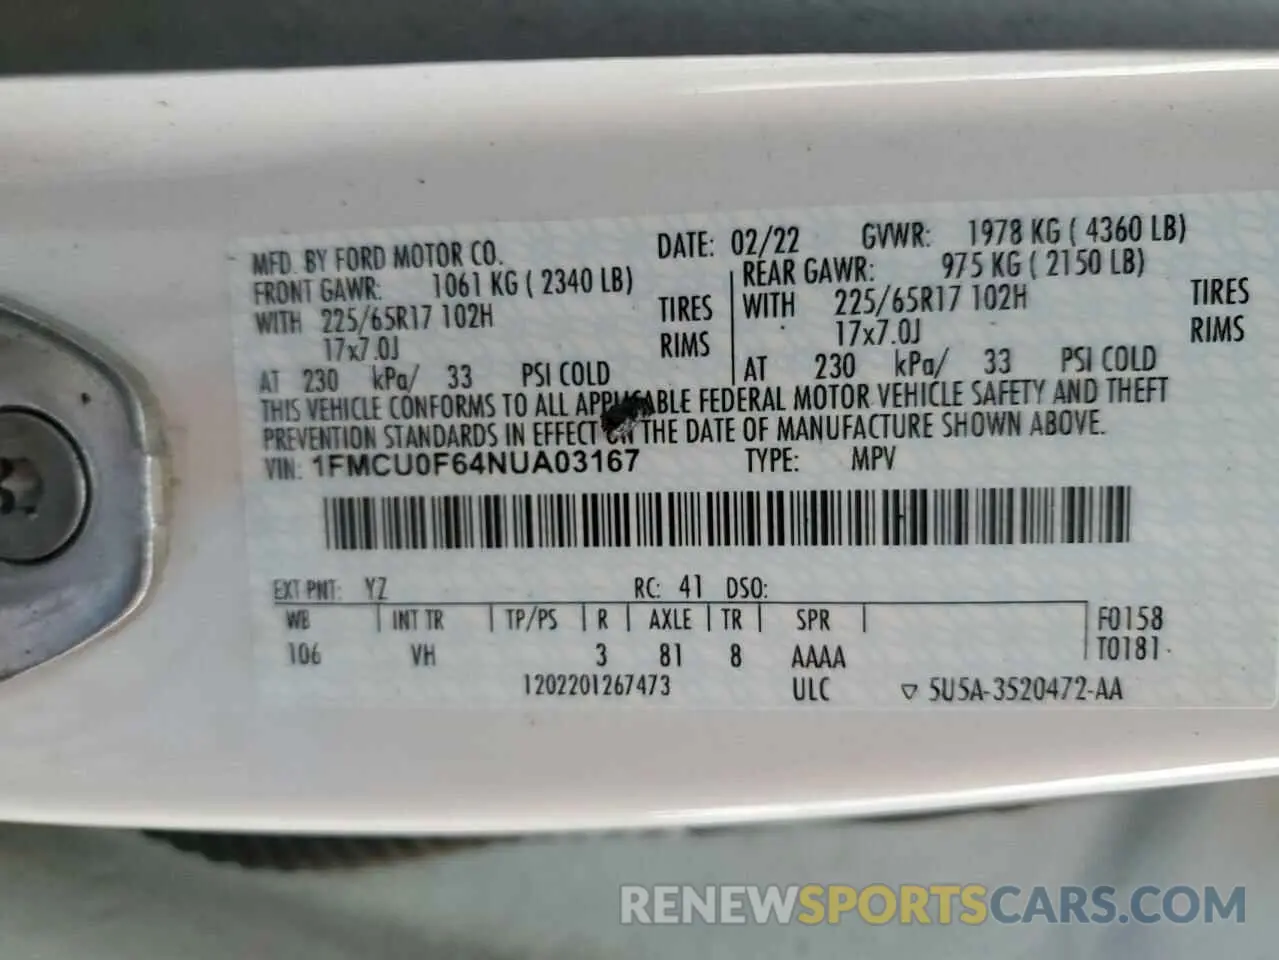 MFD. BY FORD MOTOR CO. DATE: 02/22 GVWR: 1978 KG ( 4360 LB)
FRONT GAWR: 1061 KG ( 2340 LB) REAR GAWR: 975 KG ( 2150 LB)
WITH 225/65R17 102H TIRES WITH 225/65R17 102H TIRES
17x7.0J RIMS 17x7.0J RIMS
AT 230 kPa/ 33 PSI COLD AT 230 kPa/ 33 PSI COLD
THIS VEHICLE CONFORMS TO ALL APPLICABLE FEDERAL MOTOR VEHICLE SAFETY AND THEFT
PREVENTION STANDARDS IN EFFECT ON THE DATE OF MANUFACTURE SHOWN ABOVE.
VIN: 1FMCU0F64NUA03167 TYPE: MPV
EXT PNT: YZ RC: 41 DSO:
WB INT TR TP/PS R AXLE TR SPR F0158
106 VH 3 81 8 AAAA T0181
1202201267473 ULC ▽ 5U5A-3520472-AA
RENEWSPORTSCARS.COM